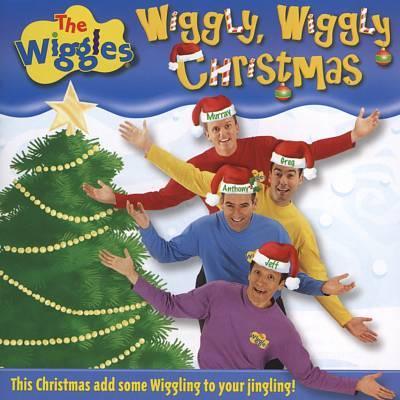 The
Wiggles
Wiggly, Wiggly
Christmas
Murray
Greg
Anthony
Jeff
This Christmas add some Wiggling to your jingling!